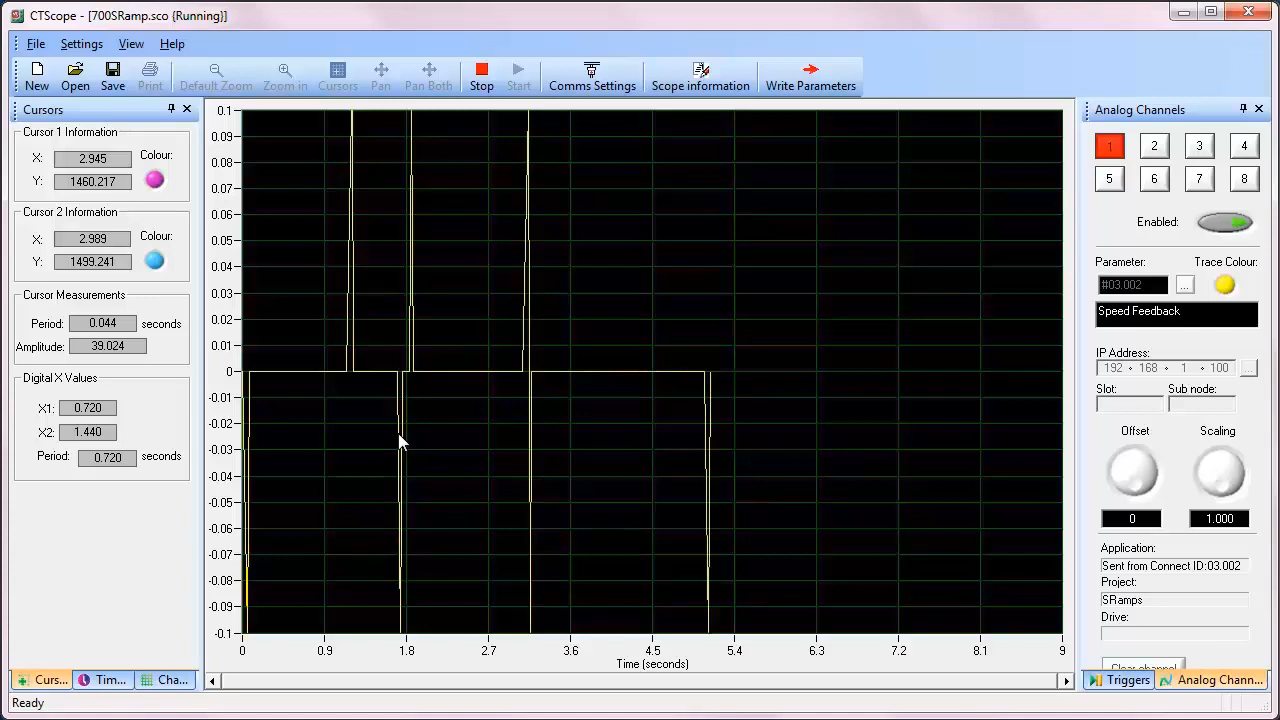 CTScope - [700SRamp.sco {Running}]
File Settings View Help
New Open Save Print Default Zoom Zoom in Cursors Pan Pan Both Stop Start Comms Settings Scope information Write Parameters
Cursors
Cursor 1 Information
X: 2.945 Colour:
Y: 1460.217
Cursor 2 Information
X: 2.989 Colour:
Y: 1499.241
Cursor Measurements
Period: 0.044 seconds
Amplitude: 39.024
Digital X Values
X1: 0.720
X2: 1.440
Period: 0.720 seconds
Curs... Tim... Cha...
0.1
0.09
0.08
0.07
0.06
0.05
0.04
0.03
0.02
0.01
0
-0.01
-0.02
-0.03
-0.04
-0.05
-0.06
-0.07
-0.08
-0.09
-0.1
0 0.9 1.8 2.7 3.6 4.5 5.4 6.3 7.2 8.1 9
Time (seconds)
Analog Channels
1 2 3 4
5 6 7 8
Enabled:
Parameter: Trace Colour:
#03.002 ...
Speed Feedback
IP Address:
192 · 168 · 1 · 100 ...
Slot: Sub node:
Offset Scaling
0 1.000
Application:
Sent from Connect ID:03.002
Project:
SRamps
Drive:
Clear channel
Triggers Analog Chann...
Ready